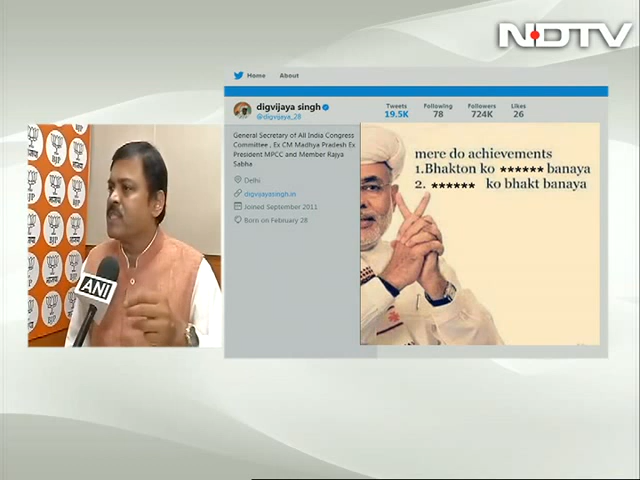 NDTV
Home About
digvijaya singh
@digvijaya_28
Tweets Following Followers Likes
19.5K 78 724K 26
General Secretary of All India Congress
Committee , Ex CM Madhya Pradesh Ex
President MPCC and Member Rajya
Sabha
Delhi
digvijayasingh.in
Joined September 2011
Born on February 28
mere do achievements
1.Bhakton ko ****** banaya
2. ****** ko bhakt banaya
BJP
भाजपा
ANI